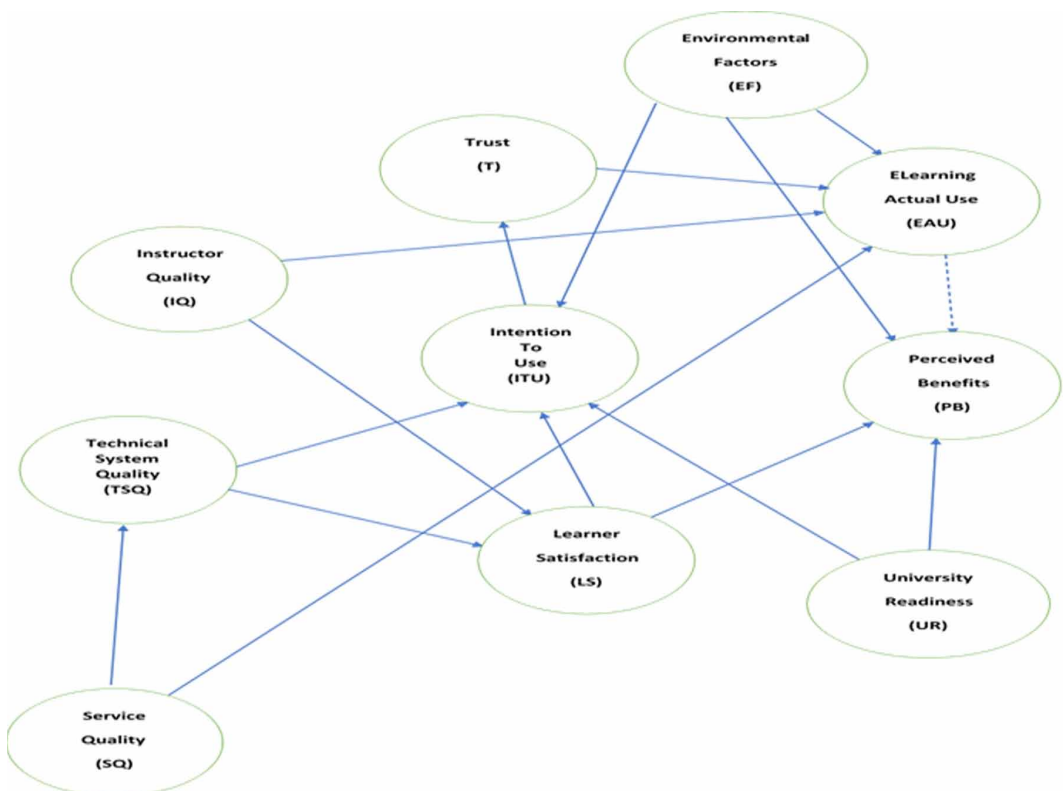 Environmental
Factors
(EF)
Trust
(T)
ELearning
Actual Use
(EAU)
Instructor
Quality
(IQ)
Intention
To
Use
(ITU)
Perceived
Benefits
(PB)
Technical
System
Quality
(TSQ)
Learner
Satisfaction
(LS)
University
Readiness
(UR)
Service
Quality
(SQ)